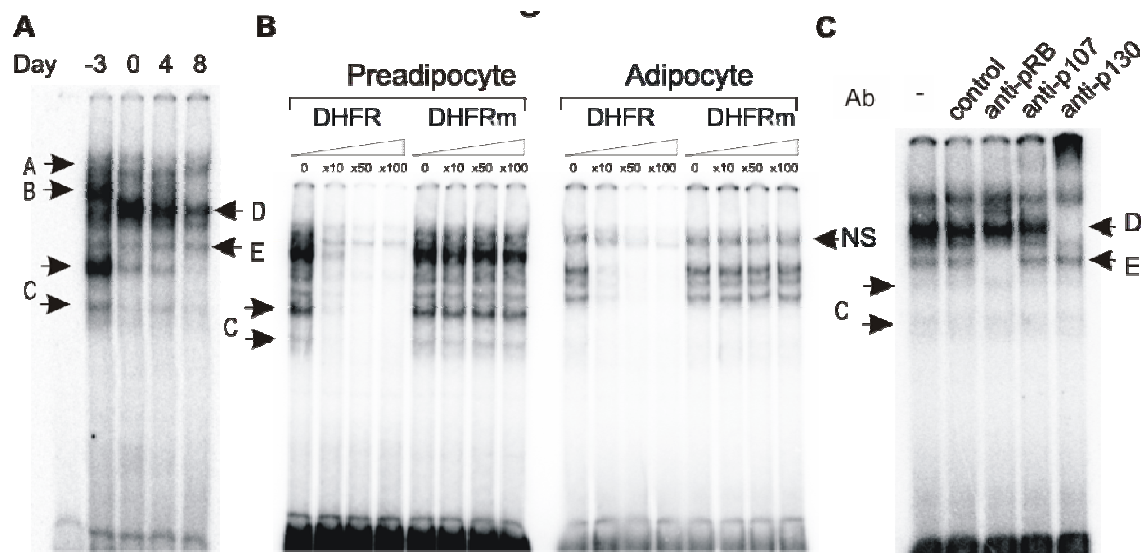 A
Day -3 0 4 8
A
B
C
D
E
B
Preadipocyte Adipocyte
DHFR DHFRm DHFR DHFRm
0 x10 x50 x100 0 x10 x50 x100 0 x10 x50 x100 0 x10 x50 x100
C
NS
C
Ab - control anti-pRB anti-p107 anti-p130
D
E
C